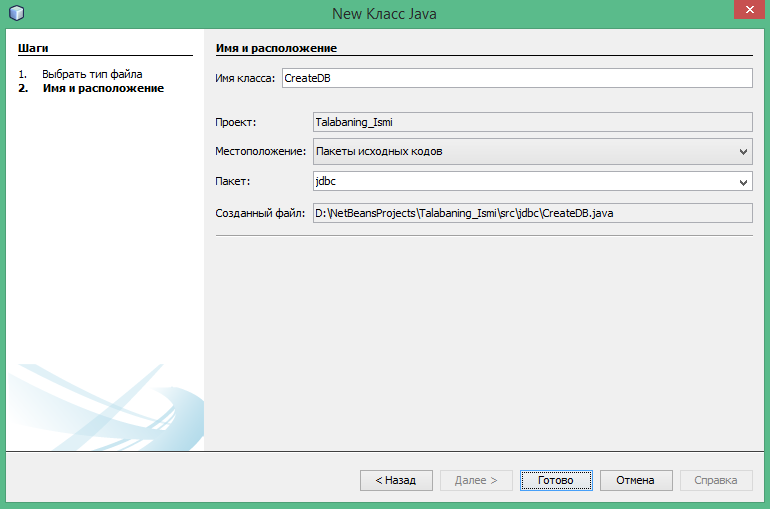 New Класс Java
Шаги
1. Выбрать тип файла
2. Имя и расположение
Имя и расположение
Имя класса: CreateDB
Проект: Talabaning_Ismi
Местоположение: Пакеты исходных кодов
Пакет: jdbc
Созданный файл: D:\NetBeansProjects\Talabaning_Ismi\src\jdbc\CreateDB.java
< Назад Далее > Готово Отмена Справка